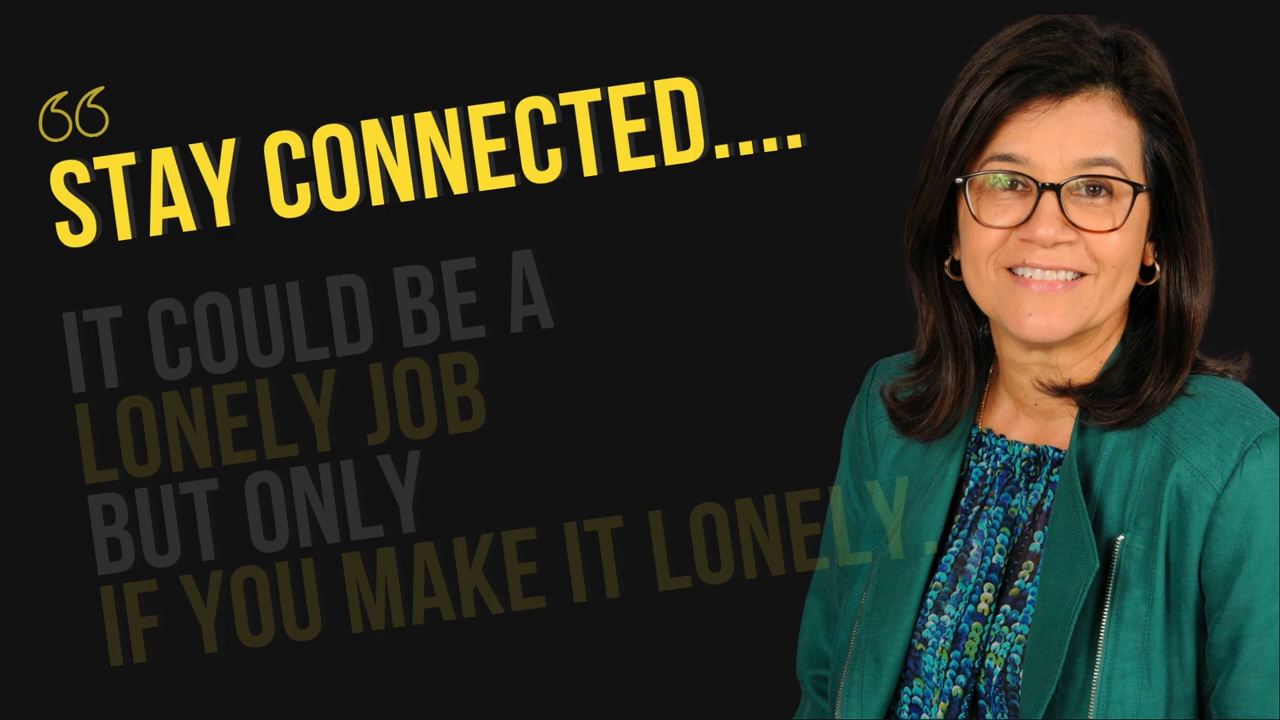 “
STAY CONNECTED....
IT COULD BE A
LONELY JOB
BUT ONLY
IF YOU MAKE IT LONELY.